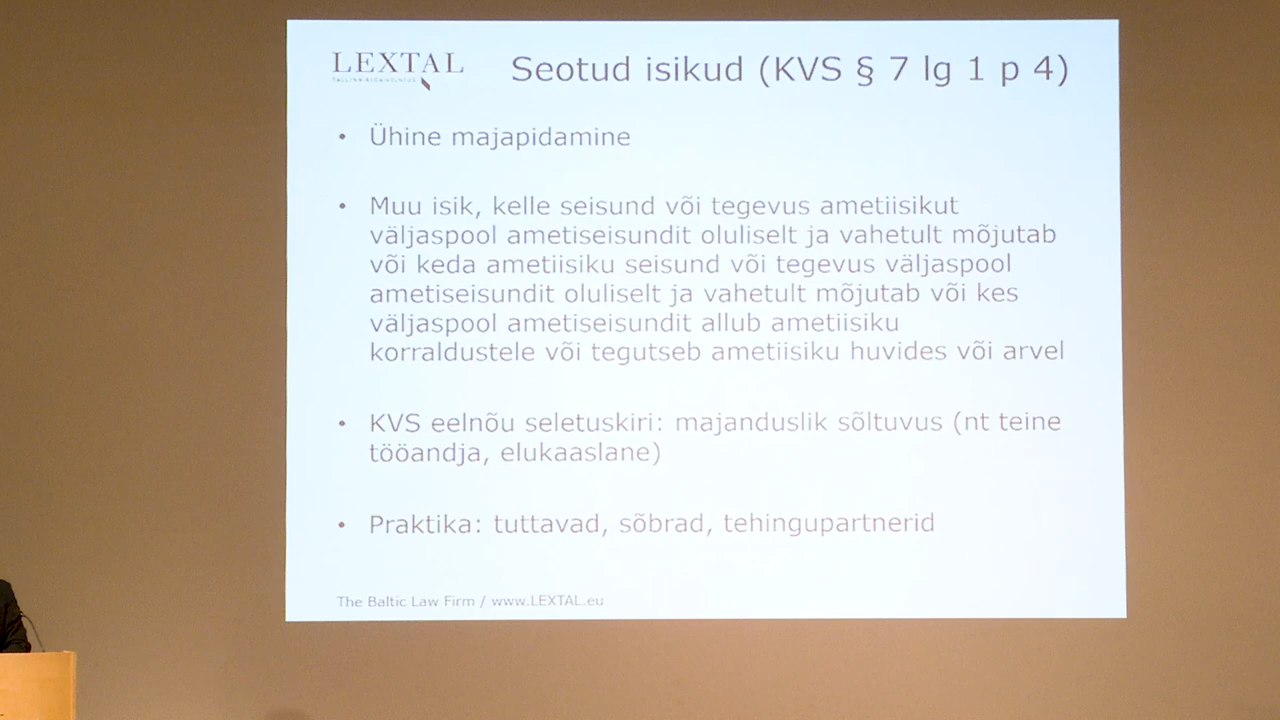 LEXTAL
Seotud isikud (KVS § 7 lg 1 p 4)
• Ühine majapidamine
• Muu isik, kelle seisund või tegevus ametiisikut
väljaspool ametiseisundit oluliselt ja vahetult mõjutab
või keda ametiisiku seisund või tegevus väljaspool
ametiseisundit oluliselt ja vahetult mõjutab või kes
väljaspool ametiseisundit allub ametiisiku
korraldustele või tegutseb ametiisiku huvides või arvel
• KVS eelnõu seletuskiri: majanduslik sõltuvus (nt teine
tööandja, elukaaslane)
• Praktika: tuttavad, sõbrad, tehingupartnerid
The Baltic Law Firm / www.LEXTAL.eu